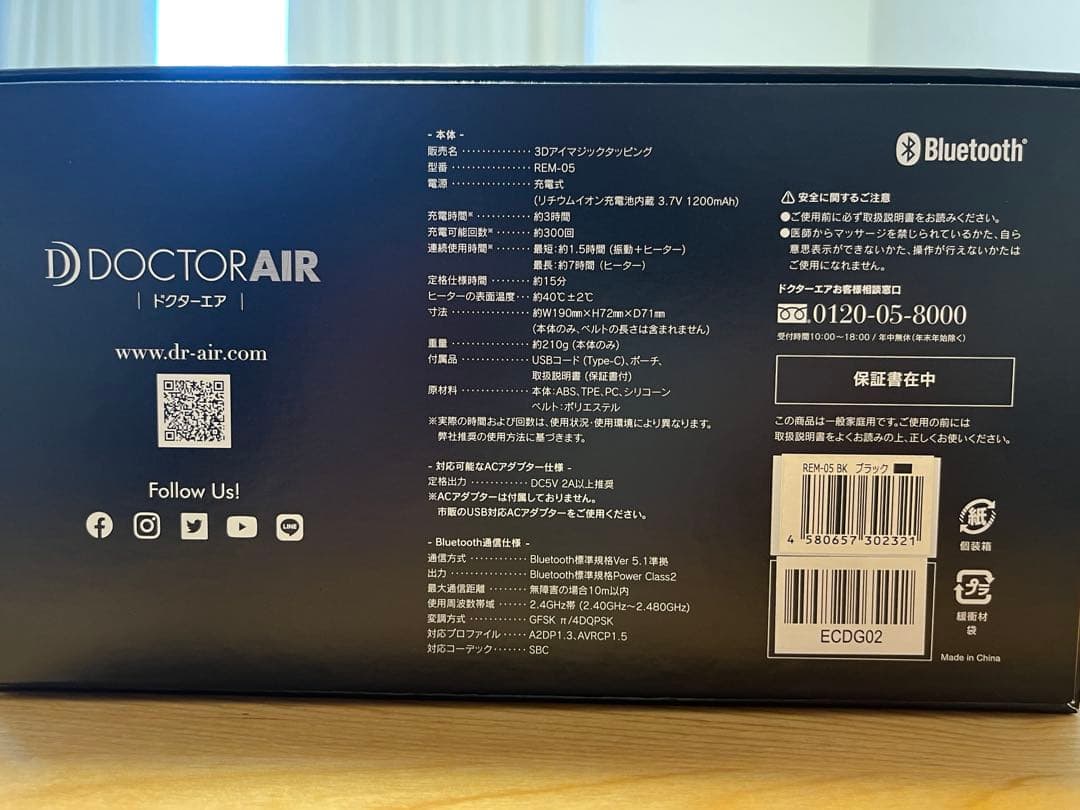 DOCTORAIR
| ドクターエア |
www.dr-air.com
Follow Us!
LINE
- 本体 -
販売名・・・・・・・・・・・・・・3Dアイマジックタッピング
型番・・・・・・・・・・・・・・・・REM-05
電源・・・・・・・・・・・・・・・・充電式
(リチウムイオン充電池内蔵 3.7V 1200mAh)
充電時間※・・・・・・・・・・約3時間
充電可能回数※・・・・・・・約300回
連続使用時間※・・・・・・・最短:約1.5時間 (振動+ヒーター)
最長:約7時間 (ヒーター)
定格仕様時間・・・・・・・・約15分
ヒーターの表面温度・・・約40℃±2℃
寸法・・・・・・・・・・・・・・・・約W190㎜×H72㎜×D71㎜
(本体のみ、ベルトの長さは含まれません)
重量・・・・・・・・・・・・・・・・約210g (本体のみ)
付属品・・・・・・・・・・・・・・USBコード (Type-C)、ポーチ、
取扱説明書 (保証書付)
原材料・・・・・・・・・・・・・・本体:ABS、TPE、PC、シリコーン
ベルト:ポリエステル
※実際の時間および回数は、使用状況・使用環境により異なります。
弊社推奨の使用方法に基づきます。
- 対応可能なACアダプター仕様 -
定格出力・・・・・・・・・・・・DC5V 2A以上推奨
※ACアダプターは付属しておりません。
市販のUSB対応ACアダプターをご使用ください。
- Bluetooth通信仕様 -
通信方式・・・・・・・・・・・・Bluetooth標準規格Ver 5.1準拠
出力・・・・・・・・・・・・・・・・Bluetooth標準規格Power Class2
最大通信距離・・・・・・・・無障害の場合10m以内
使用周波数帯域・・・・・・2.4GHz帯 (2.40GHz~2.480GHz)
変調方式・・・・・・・・・・・・GFSK π/4DQPSK
対応プロファイル・・・・・A2DP1.3、AVRCP1.5
対応コーデック・・・・・・・SBC
Bluetooth®
⚠安全に関するご注意
●ご使用前に必ず取扱説明書をお読みください。
●医師からマッサージを禁じられているかた、自ら
意思表示ができないかた、操作が行えないかたは
ご使用になれません。
ドクターエアお客様相談窓口
0120-05-8000
受付時間10:00~18:00 / 年中無休(年末年始除く)
保証書在中
この商品は一般家庭用です。ご使用の前には
取扱説明書をよくお読みの上、正しくお使いください。
REM-05 BK ブラック
4 580657 302321
ECDG02
紙
個装箱
プラ
緩衝材
袋
Made in China